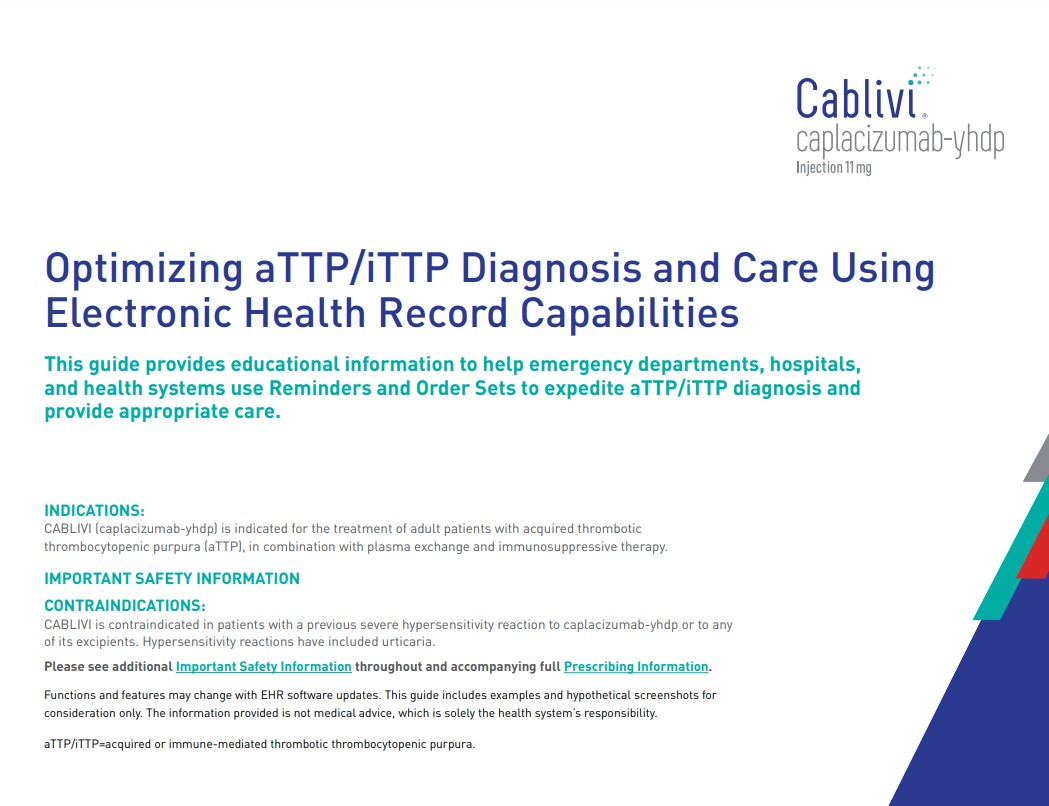 Cablivi®
caplacizumab-yhdp
Injection 11 mg
Optimizing aTTP/iTTP Diagnosis and Care Using
Electronic Health Record Capabilities
This guide provides educational information to help emergency departments, hospitals,
and health systems use Reminders and Order Sets to expedite aTTP/iTTP diagnosis and
provide appropriate care.
INDICATIONS:
CABLIVI (caplacizumab-yhdp) is indicated for the treatment of adult patients with acquired thrombotic
thrombocytopenic purpura (aTTP), in combination with plasma exchange and immunosuppressive therapy.
IMPORTANT SAFETY INFORMATION
CONTRAINDICATIONS:
CABLIVI is contraindicated in patients with a previous severe hypersensitivity reaction to caplacizumab-yhdp or to any
of its excipients. Hypersensitivity reactions have included urticaria.
Please see additional Important Safety Information throughout and accompanying full Prescribing Information.
Functions and features may change with EHR software updates. This guide includes examples and hypothetical screenshots for
consideration only. The information provided is not medical advice, which is solely the health system's responsibility.
aTTP/iTTP=acquired or immune-mediated thrombotic thrombocytopenic purpura.